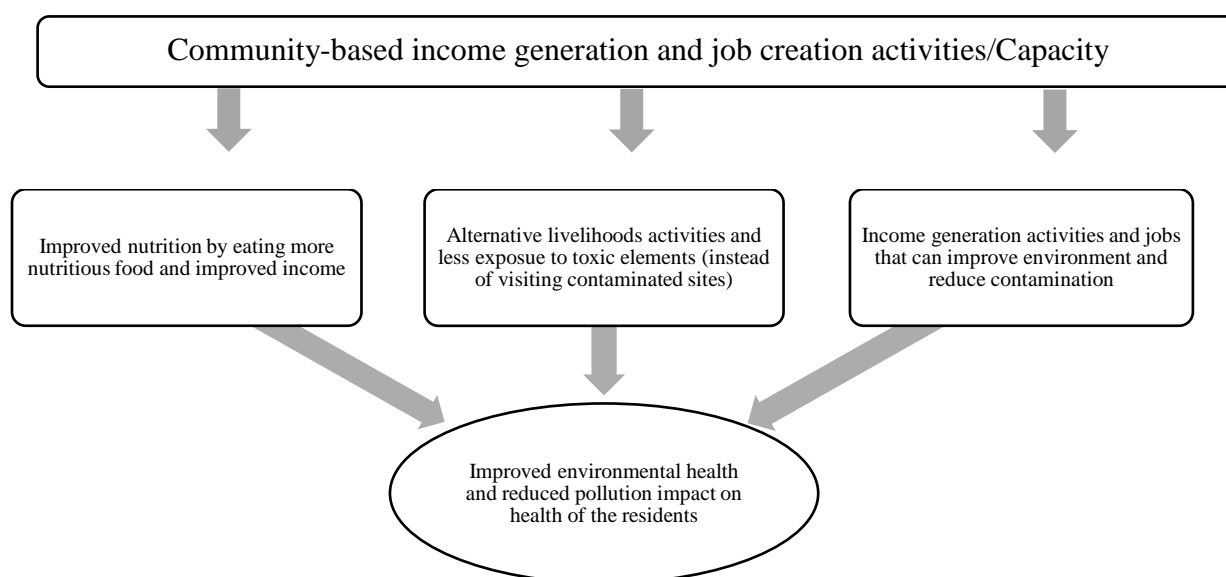 Community-based income generation and job creation activities/Capacity
Improved nutrition by eating more
nutritious food and improved income
Alternative livelihoods activities and
less exposure to toxic elements (instead
of visiting contaminated sites)
Income generation activities and jobs
that can improve environment and
reduce contamination
Improved environmental health
and reduced pollution impact on
health of the residents